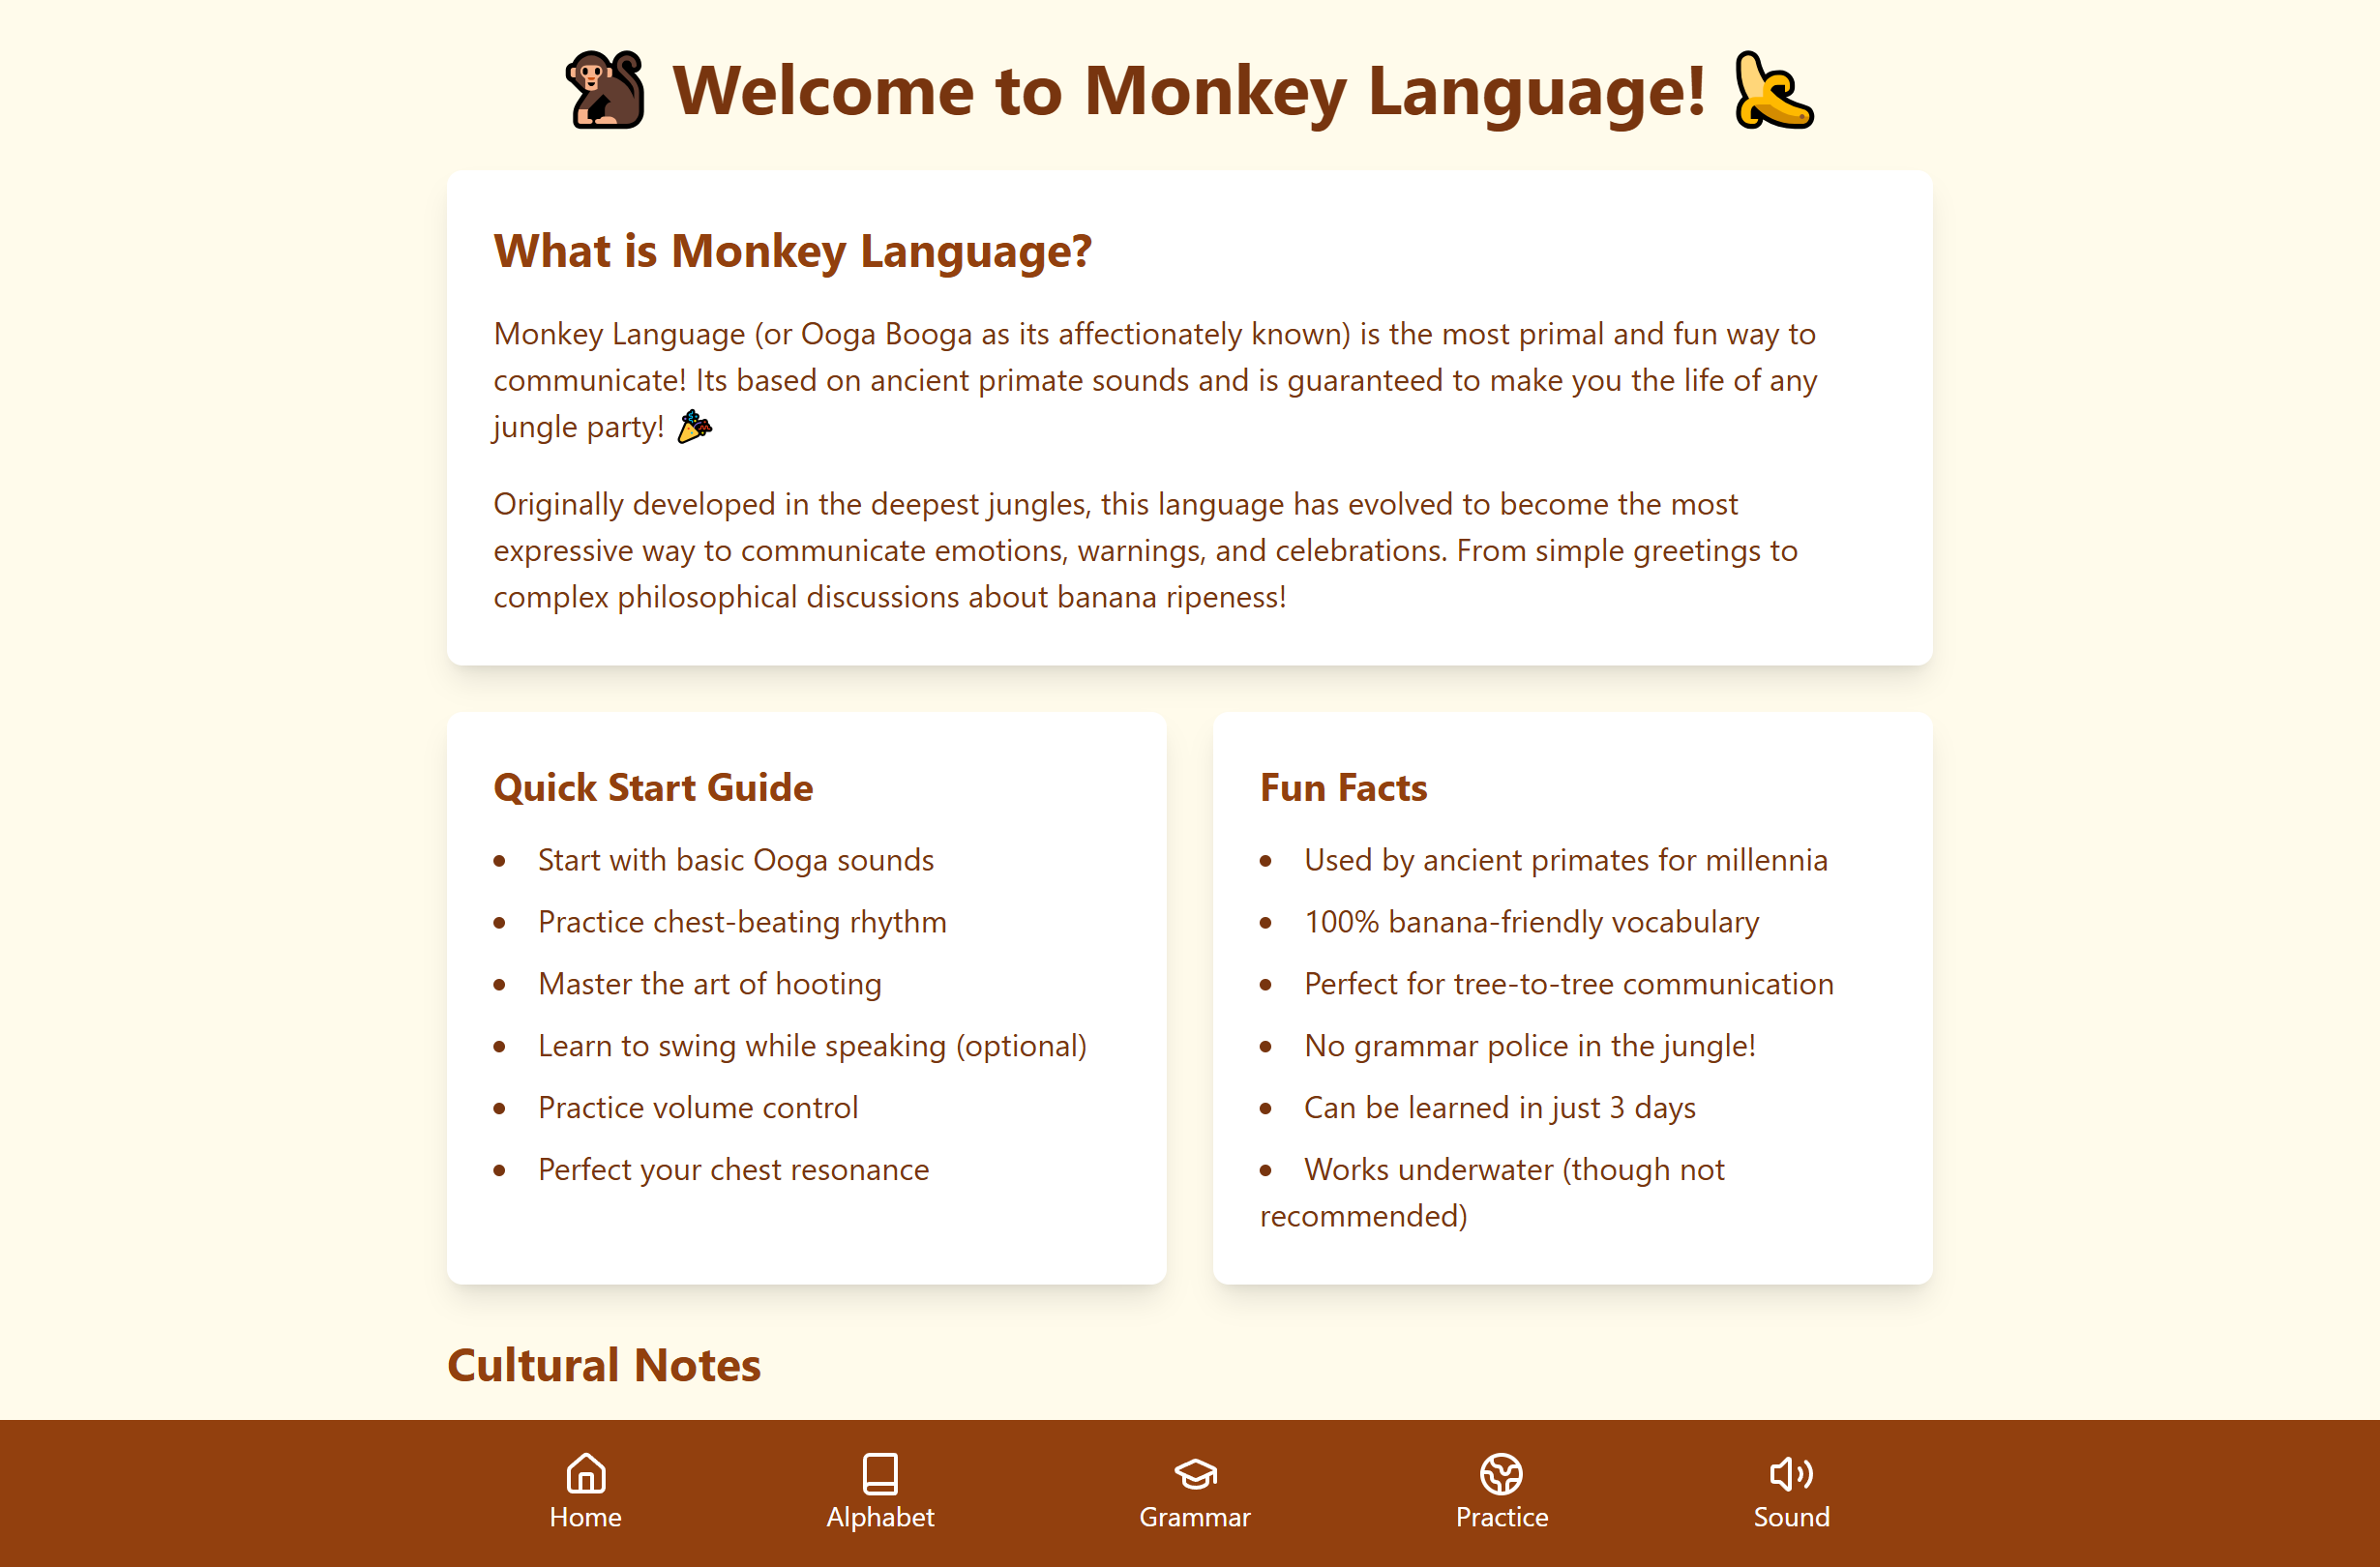 Welcome to Monkey Language!
What is Monkey Language?
Monkey Language (or Ooga Booga as its affectionately known) is the most primal and fun way to
communicate! Its based on ancient primate sounds and is guaranteed to make you the life of any
jungle party!
Originally developed in the deepest jungles, this language has evolved to become the most
expressive way to communicate emotions, warnings, and celebrations. From simple greetings to
complex philosophical discussions about banana ripeness!
Quick Start Guide
• Start with basic Ooga sounds
• Practice chest-beating rhythm
• Master the art of hooting
• Learn to swing while speaking (optional)
• Practice volume control
• Perfect your chest resonance
Fun Facts
• Used by ancient primates for millennia
• 100% banana-friendly vocabulary
• Perfect for tree-to-tree communication
• No grammar police in the jungle!
• Can be learned in just 3 days
• Works underwater (though not
recommended)
Cultural Notes
Home
Alphabet
Grammar
Practice
Sound